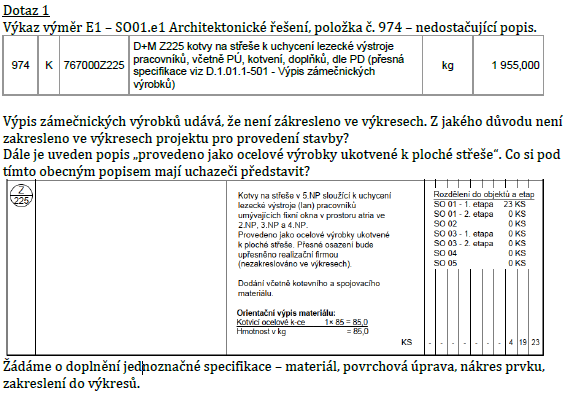 Dotaz 1
Výkaz výměr E1 – SO01.e1 Architektonické řešení, položka č. 974 – nedostačující popis.
974 K 767000Z225 D+M Z225 kotvy na střeše k uchycení lezecké výstroje
pracovníků, včetně PÚ, kotvení, doplňků, dle PD (přesná
specifikace viz D.1.01.1-501 - Výpis zámečnických
výrobků) kg 1 955,000
Výpis zámečnických výrobků udává, že není zákresleno ve výkresech. Z jakého důvodu není
zakresleno ve výkresech projektu pro provedení stavby?
Dále je uveden popis „provedeno jako ocelové výrobky ukotvené k ploché střeše“. Co si pod
tímto obecným popisem mají uchazeči představit?
Z
225
Kotvy na střeše v 5.NP sloužící k uchycení
lezecké výstroje (lan) pracovníků
umývajících fixní okna v prostoru atria ve
2.NP, 3.NP a 4.NP.
Provedeno jako ocelové výrobky ukotvené
k ploché střeše. Přesné osazení bude
upřesněno realizační firmou
(nezakreslováno ve výkresech).
Dodání včetně kotevního a spojovacího
materiálu.
Orientační výpis materiálu:
Kotvicí ocelové k-ce 1× 85 = 85,0
Hmotnost v kg = 85,0
KS
Rozdělení do objektů a etap
SO 01 - 1. etapa 23 KS
SO 01 - 2. etapa 0 KS
SO 02 0 KS
SO 03 - 1. etapa 0 KS
SO 03 - 2. etapa 0 KS
SO 04 0 KS
SO 05 0 KS
- - - - - - - 4 19 23
Žádáme o doplnění jednoznačné specifikace – materiál, povrchová úprava, nákres prvku,
zakreslení do výkresů.